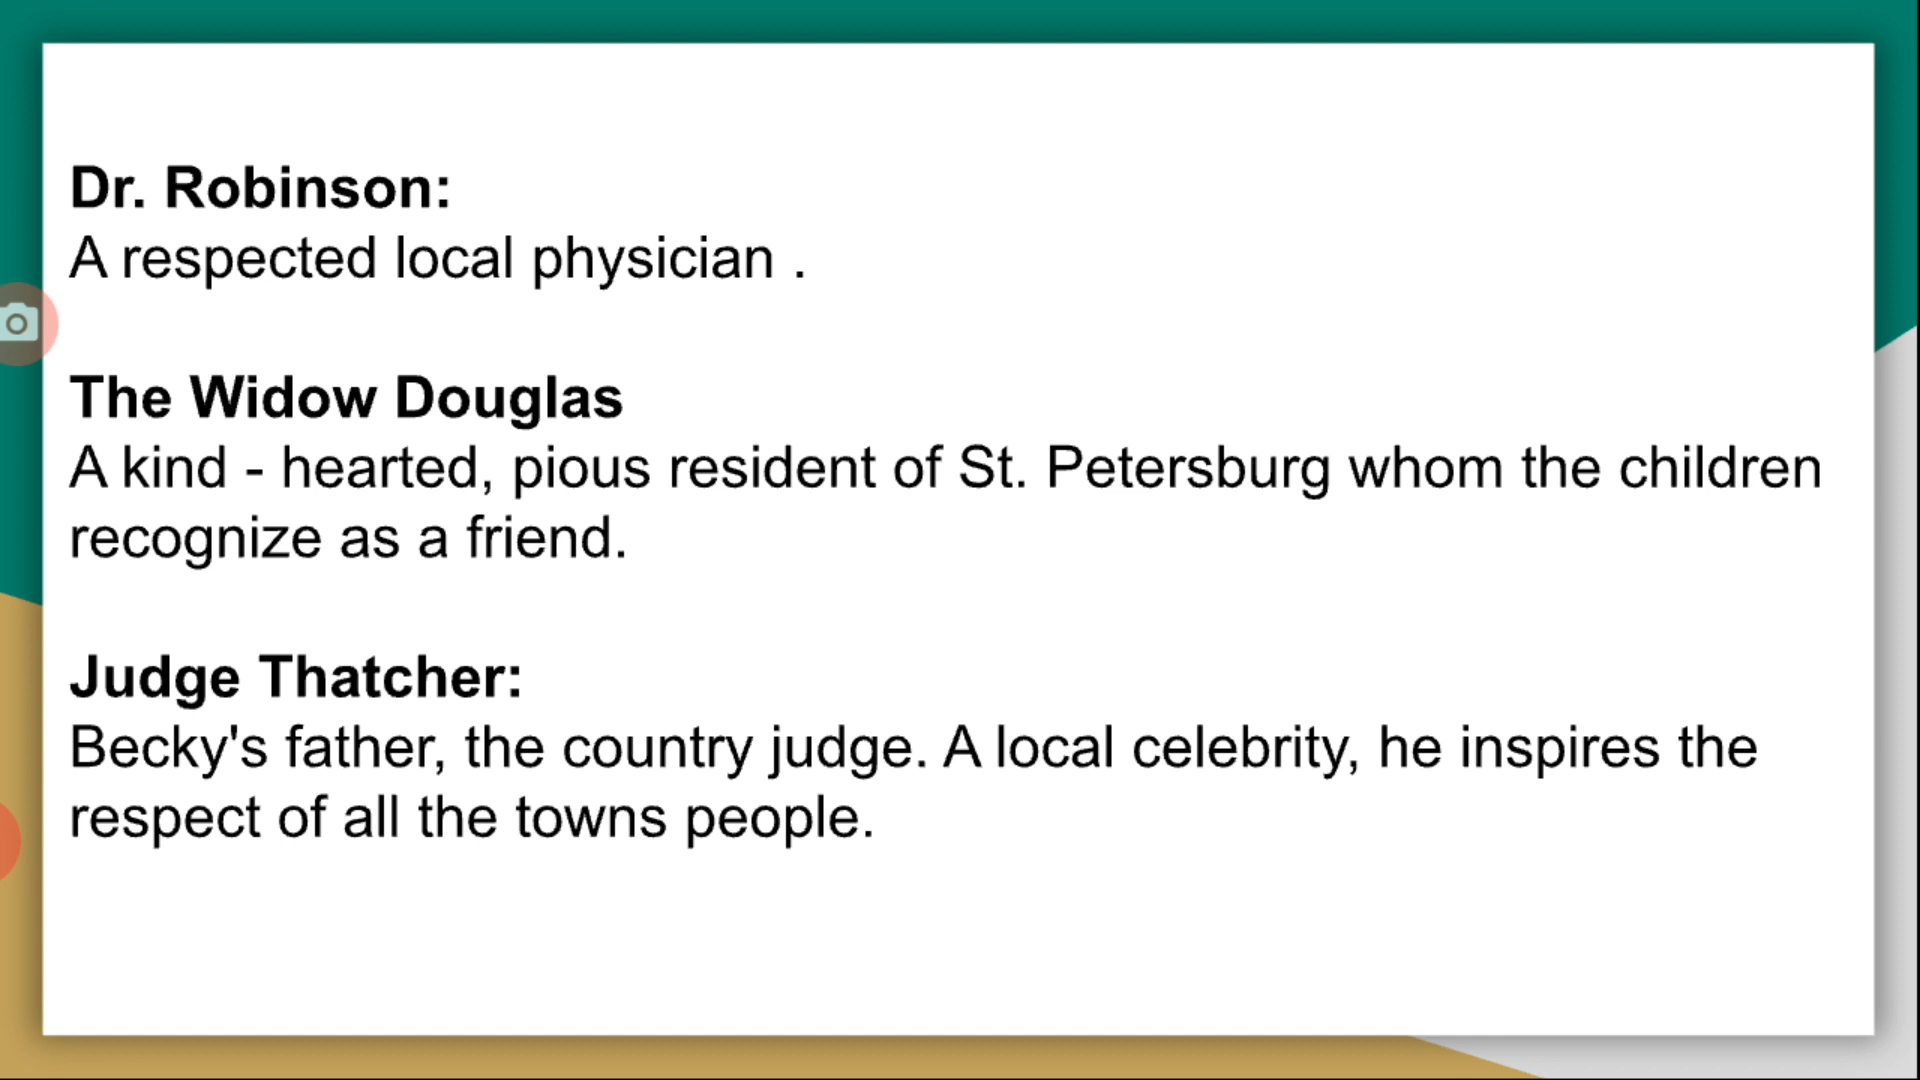 Dr. Robinson:
A respected local physician .
The Widow Douglas
A kind - hearted, pious resident of St. Petersburg whom the children
recognize as a friend.
Judge Thatcher:
Becky's father, the country judge. A local celebrity, he inspires the
respect of all the towns people.